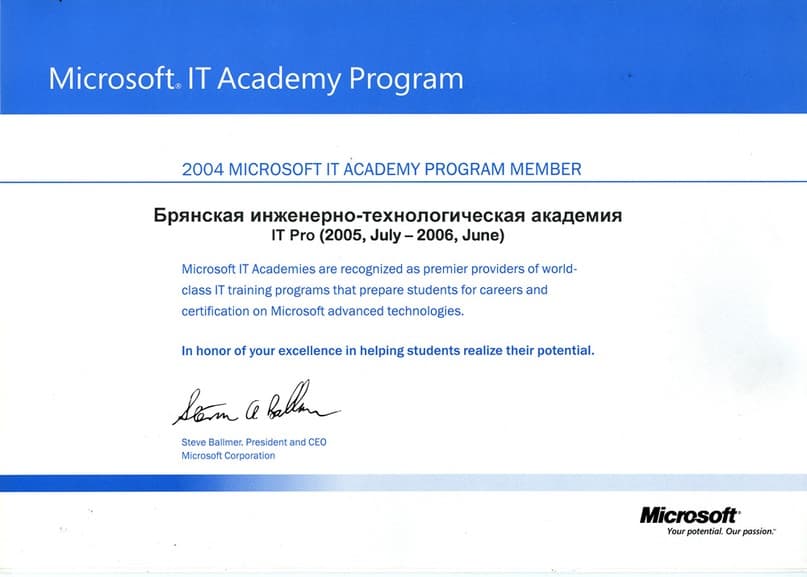 Microsoft® IT Academy Program
2004 MICROSOFT IT ACADEMY PROGRAM MEMBER
Брянская инженерно-технологическая академия
IT Pro (2005, July – 2006, June)
Microsoft IT Academies are recognized as premier providers of world-
class IT training programs that prepare students for careers and
certification on Microsoft advanced technologies.
In honor of your excellence in helping students realize their potential.
Steven A Ballmer
Steve Ballmer, President and CEO
Microsoft Corporation
Microsoft®
Your potential. Our passion.™